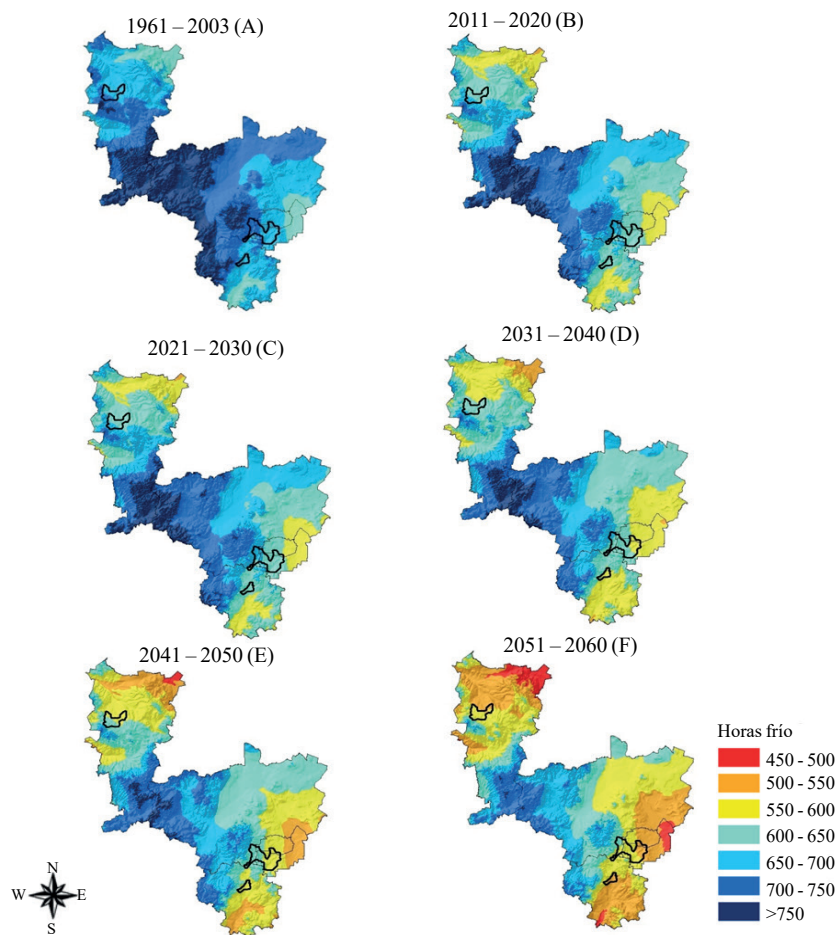 1961 – 2003 (A)
2011 – 2020 (B)
2021 – 2030 (C)
2031 – 2040 (D)
2041 – 2050 (E)
2051 – 2060 (F)
Horas frío
450 - 500
500 - 550
550 - 600
600 - 650
650 - 700
700 - 750
>750
N
W E
S